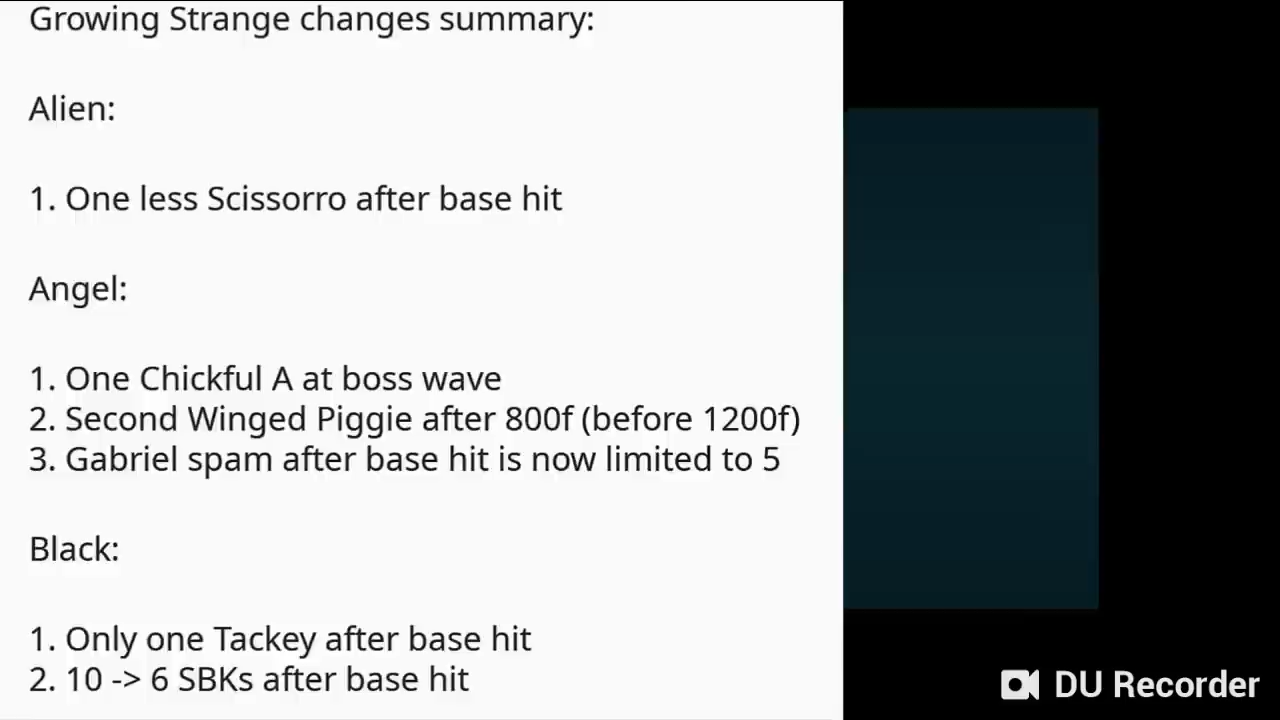 Growing Strange changes summary:
Alien:
1. One less Scissorro after base hit
Angel:
1. One Chickful A at boss wave
2. Second Winged Piggie after 800f (before 1200f)
3. Gabriel spam after base hit is now limited to 5
Black:
1. Only one Tackey after base hit
2. 10 -> 6 SBKs after base hit
DU Recorder